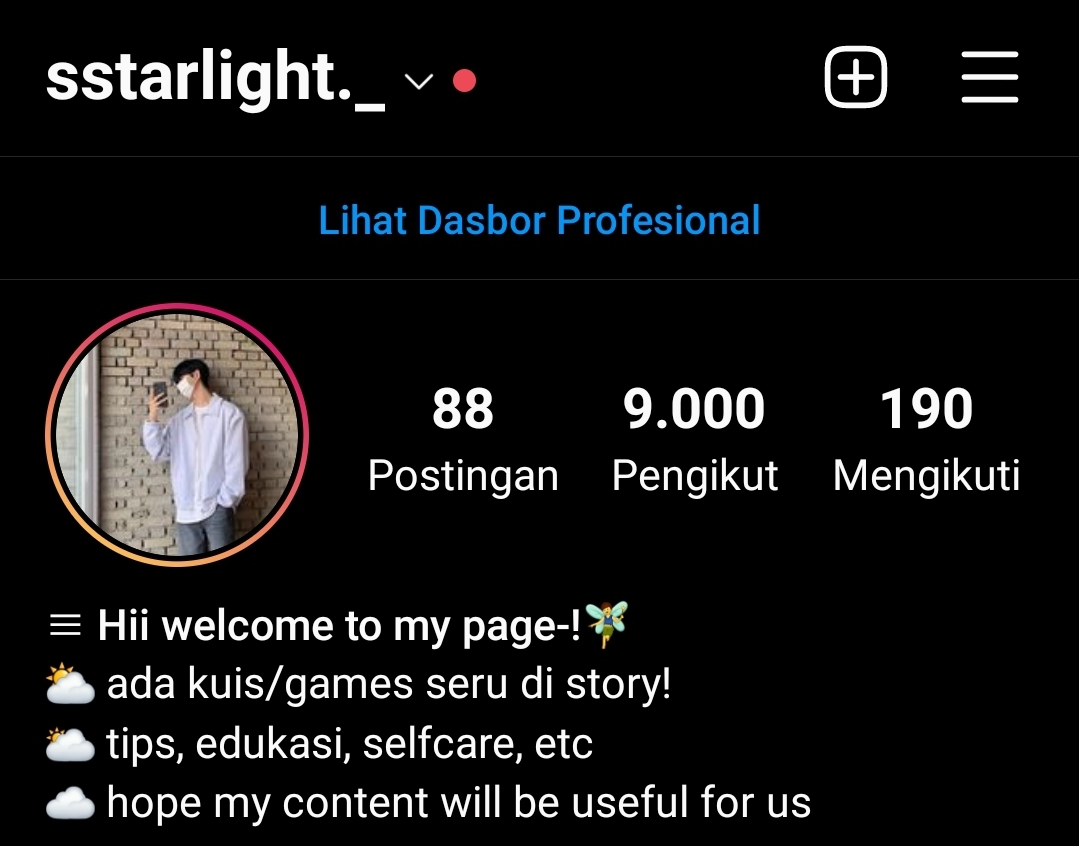 sstarlight._
Lihat Dasbor Profesional
88 9.000 190
Postingan Pengikut Mengikuti
Hii welcome to my page-!🧚
🌤️ ada kuis/games seru di story!
🌥️ tips, edukasi, selfcare, etc
☁️ hope my content will be useful for us